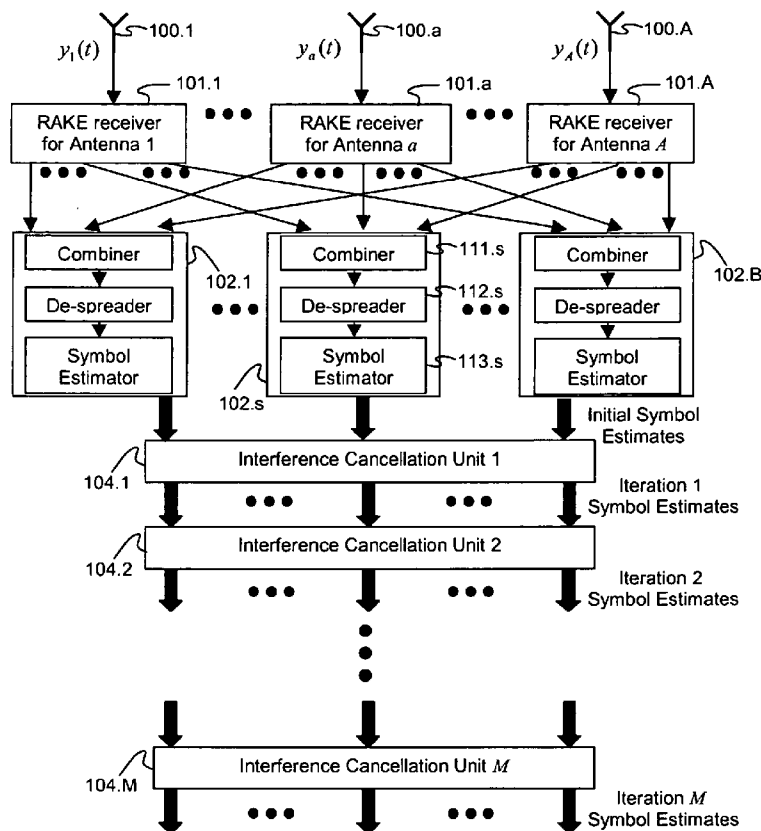 100.1
100.a
100.A
y₁(t)
yₐ(t)
y_A(t)
101.1
101.a
101.A
RAKE receiver
for Antenna 1
RAKE receiver
for Antenna a
RAKE receiver
for Antenna A
Combiner
De-spreader
Symbol
Estimator
102.1
Combiner
111.s
De-spreader
112.s
Symbol
Estimator
113.s
102.s
Combiner
De-spreader
Symbol
Estimator
102.B
Initial Symbol
Estimates
Interference Cancellation Unit 1
104.1
Iteration 1
Symbol Estimates
Interference Cancellation Unit 2
104.2
Iteration 2
Symbol Estimates
Interference Cancellation Unit M
104.M
Iteration M
Symbol Estimates